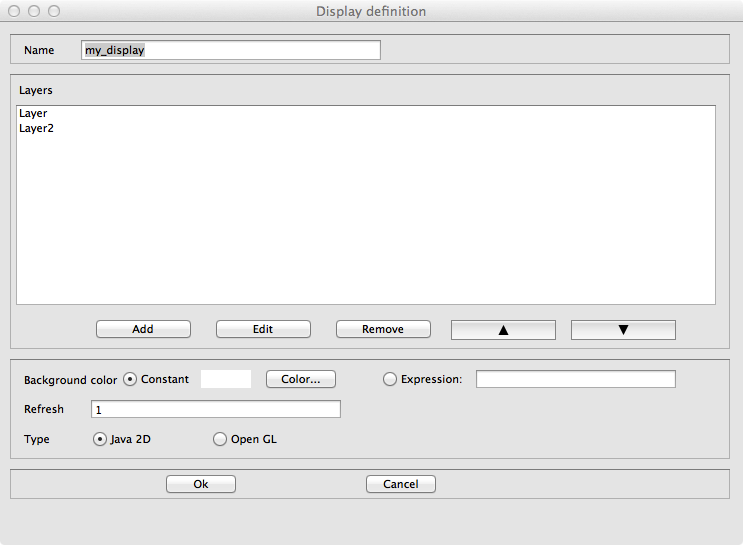 Display definition
Name my_display
Layers
Layer
Layer2
Add Edit Remove ▲ ▼
Background color Constant Color... Expression:
Refresh 1
Type Java 2D Open GL
Ok Cancel